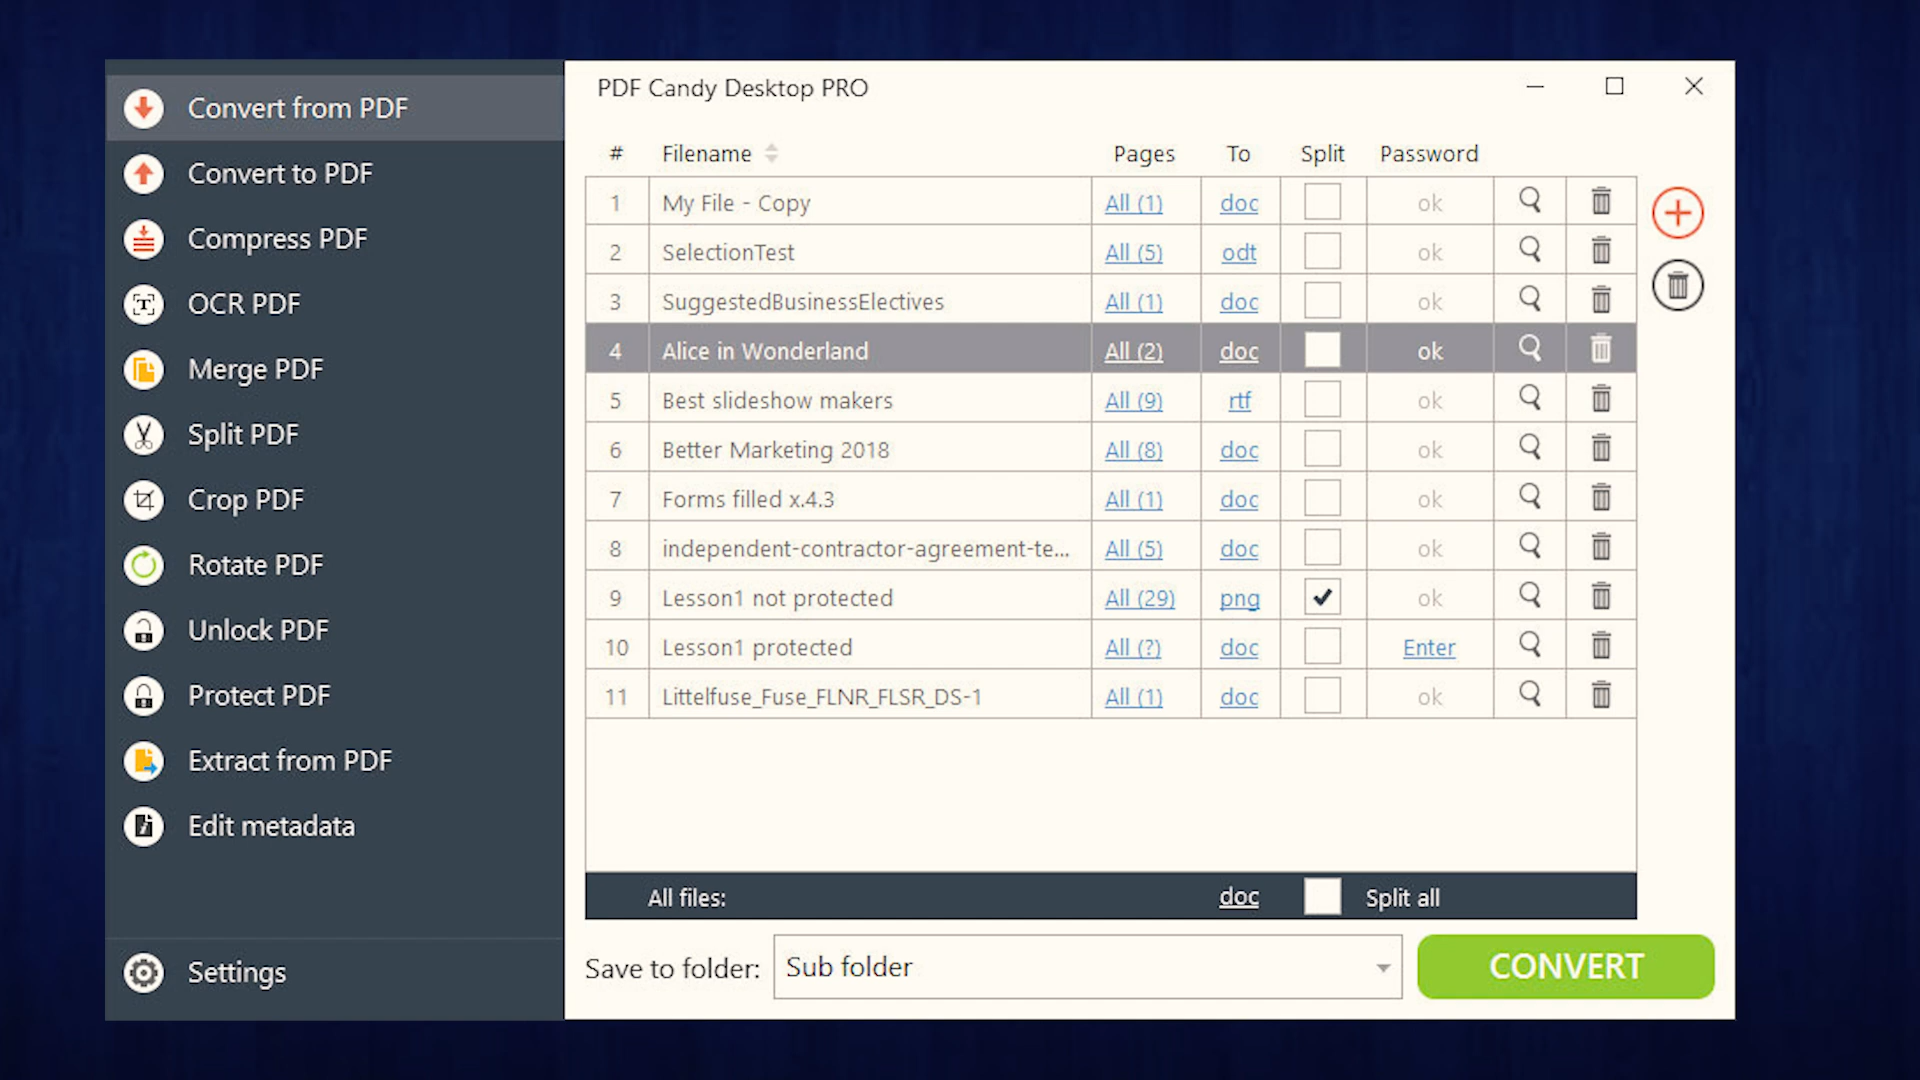 Convert from PDF
Convert to PDF
Compress PDF
OCR PDF
Merge PDF
Split PDF
Crop PDF
Rotate PDF
Unlock PDF
Protect PDF
Extract from PDF
Edit metadata
Settings
PDF Candy Desktop PRO
# Filename Pages To Split Password
1 My File - Copy All (1) doc ok
2 SelectionTest All (5) odt ok
3 SuggestedBusinessElectives All (1) doc ok
4 Alice in Wonderland All (2) doc ok
5 Best slideshow makers All (9) rtf ok
6 Better Marketing 2018 All (8) doc ok
7 Forms filled x.4.3 All (1) doc ok
8 independent-contractor-agreement-te... All (5) doc ok
9 Lesson1 not protected All (29) png ok
10 Lesson1 protected All (?) doc Enter
11 Littelfuse_Fuse_FLNR_FLSR_DS-1 All (1) doc ok
All files: doc Split all
Save to folder: Sub folder CONVERT